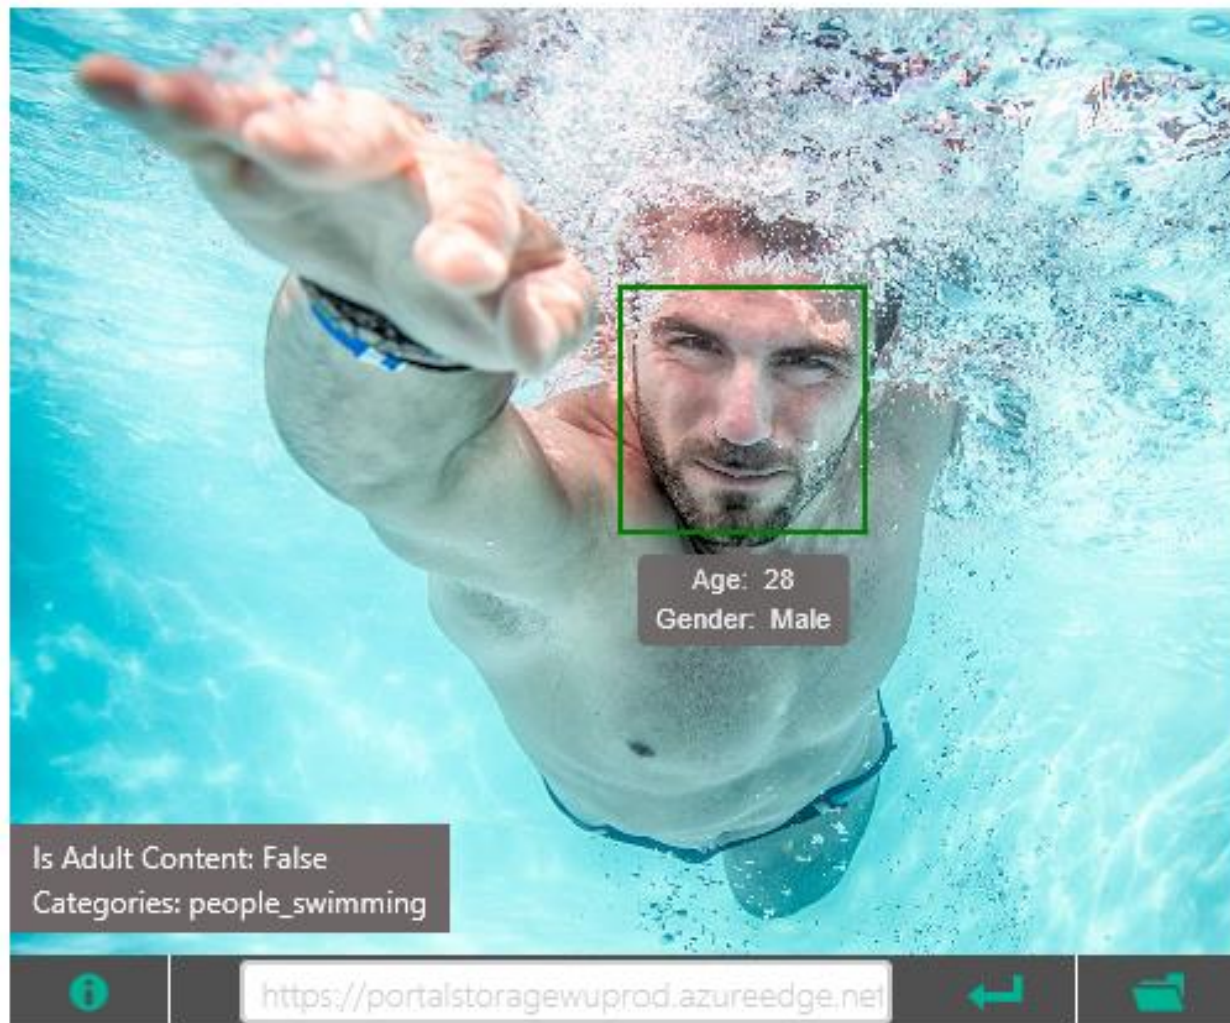 Age: 28
Gender: Male
Is Adult Content: False
Categories: people_swimming
https://portalstoragewuprod.azureedge.net